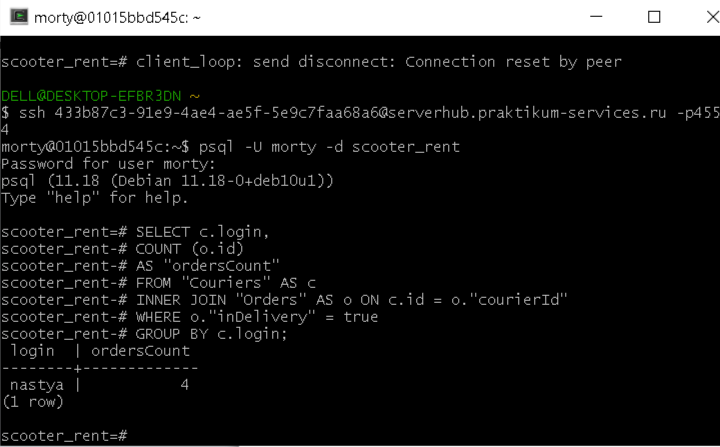 morty@01015bbd545c: ~
scooter_rent=# client_loop: send disconnect: Connection reset by peer
DELL@DESKTOP-EFBR3DN ~
$ ssh 433b87c3-91e9-4ae4-ae5f-5e9c7faa68a6@serverhub.praktikum-services.ru -p455
4
morty@01015bbd545c:~$ psql -U morty -d scooter_rent
Password for user morty:
psql (11.18 (Debian 11.18-0+deb10u1))
Type "help" for help.
scooter_rent=# SELECT c.login,
scooter_rent-# COUNT (o.id)
scooter_rent-# AS "ordersCount"
scooter_rent-# FROM "Couriers" AS c
scooter_rent-# INNER JOIN "Orders" AS o ON c.id = o."courierId"
scooter_rent-# WHERE o."inDelivery" = true
scooter_rent-# GROUP BY c.login;
 login  | ordersCount
--------+-------------
 nastya |           4
(1 row)
scooter_rent=#